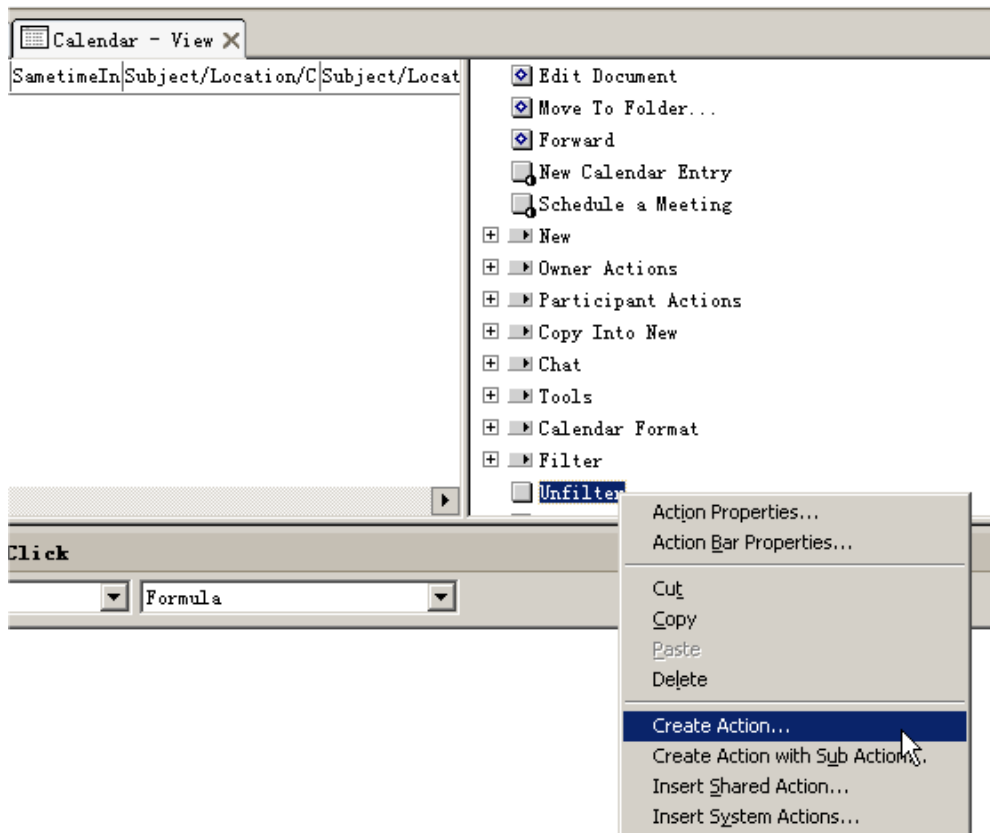 Calendar - View
SametimeIn Subject/Location/C Subject/Locat
Edit Document
Move To Folder...
Forward
New Calendar Entry
Schedule a Meeting
New
Owner Actions
Participant Actions
Copy Into New
Chat
Tools
Calendar Format
Filter
Unfilter
Action Properties...
Action Bar Properties...
Click
Cut
Formula
Copy
Paste
Delete
Create Action...
Create Action with Sub Action...
Insert Shared Action...
Insert System Actions...